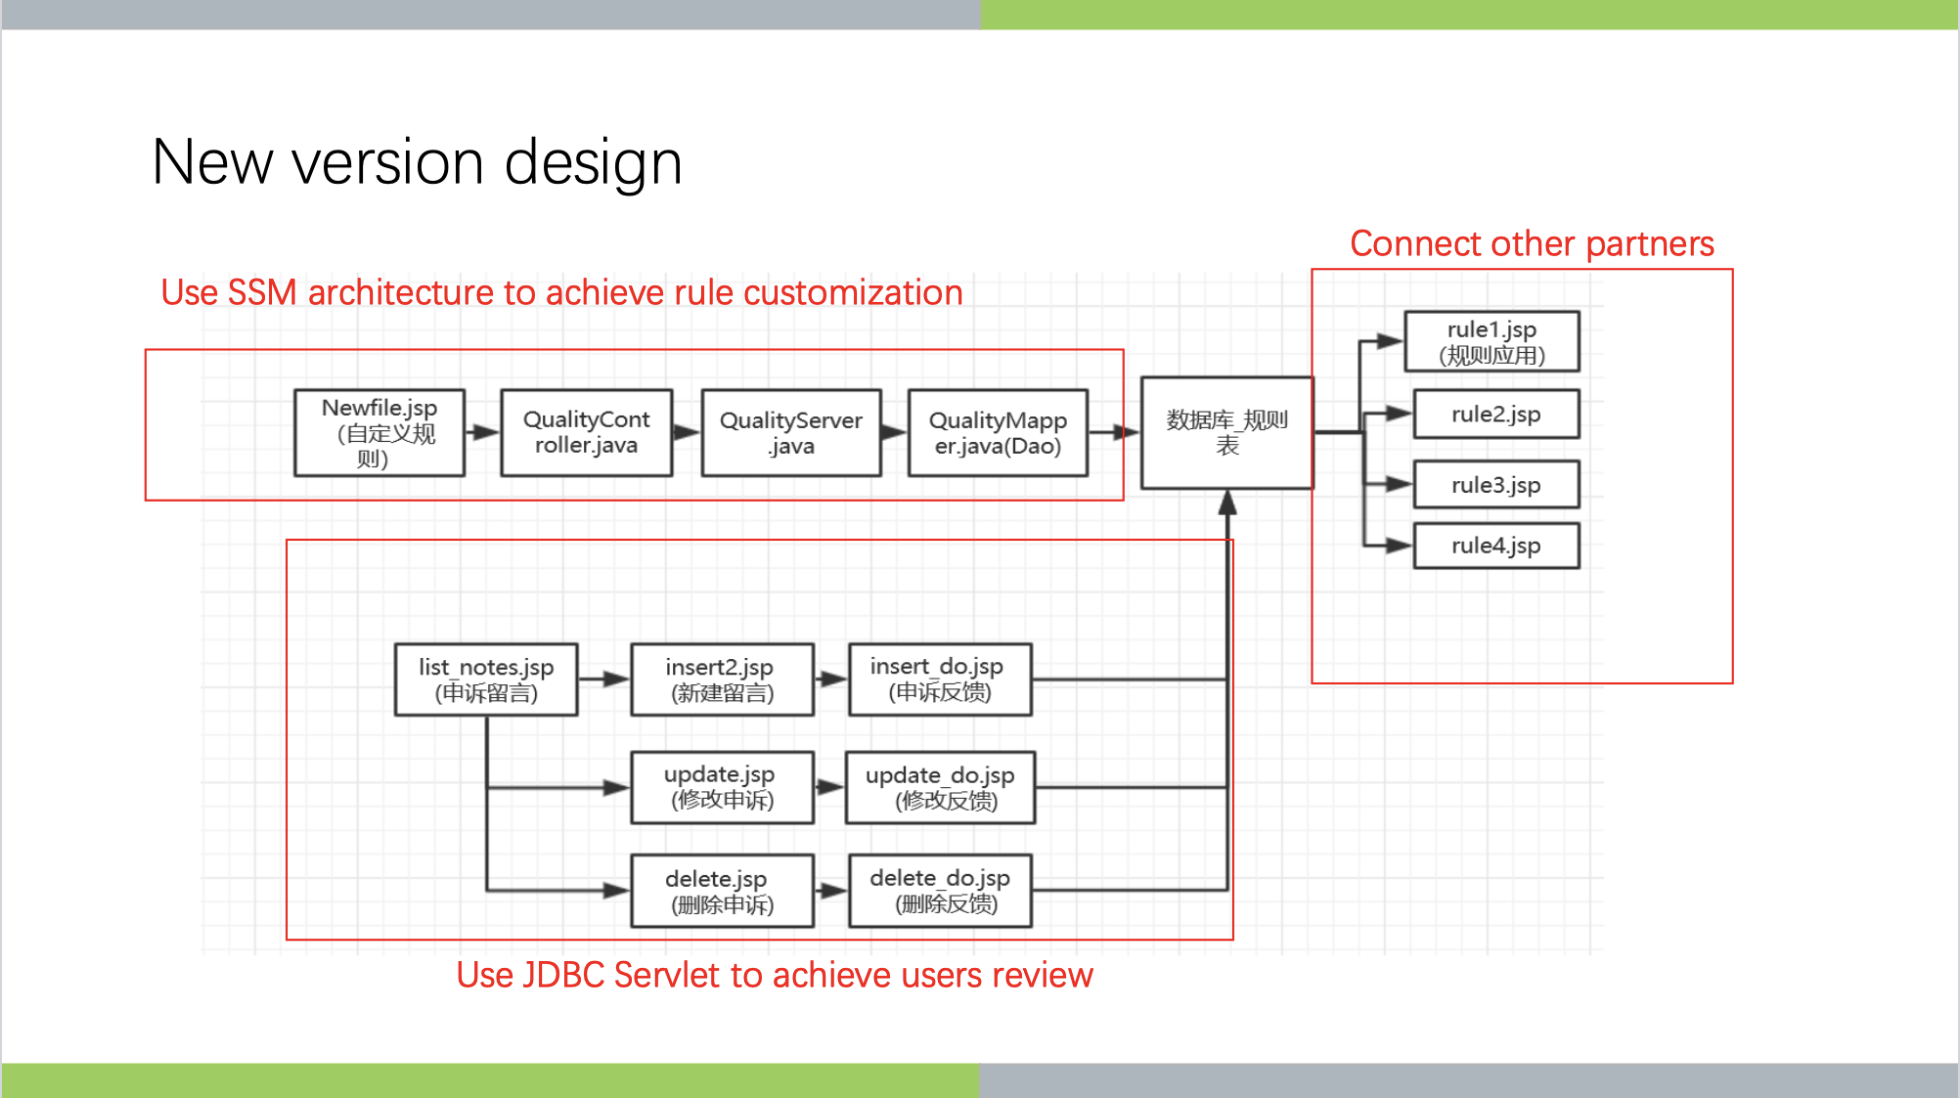 New version design
Connect other partners
Use SSM architecture to achieve rule customization
Newfile.jsp
(自定义规
则)
QualityCont
roller.java
QualityServer
.java
QualityMapp
er.java(Dao)
数据库_规则
表
rule1.jsp
(规则应用)
rule2.jsp
rule3.jsp
rule4.jsp
list_notes.jsp
(申诉留言)
insert2.jsp
(新建留言)
insert_do.jsp
(申诉反馈)
update.jsp
(修改申诉)
update_do.jsp
(修改反馈)
delete.jsp
(删除申诉)
delete_do.jsp
(删除反馈)
Use JDBC Servlet to achieve users review